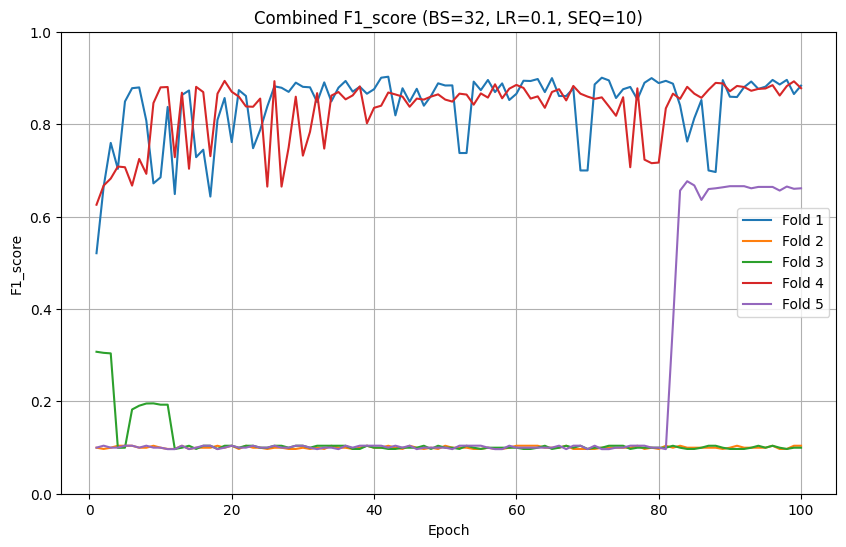 Combined F1_score (BS=32, LR=0.1, SEQ=10)
1.0
0.8
0.6
0.4
0.2
0.0
F1_score
Fold 1
Fold 2
Fold 3
Fold 4
Fold 5
0 20 40 60 80 100
Epoch